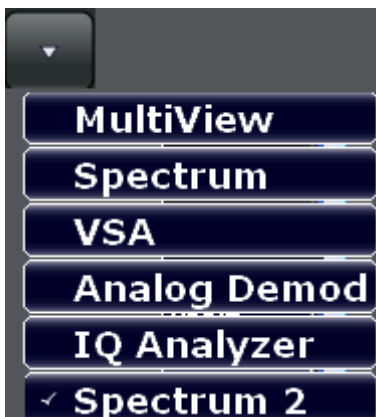 MultiView
Spectrum
VSA
Analog Demod
IQ Analyzer
Spectrum 2